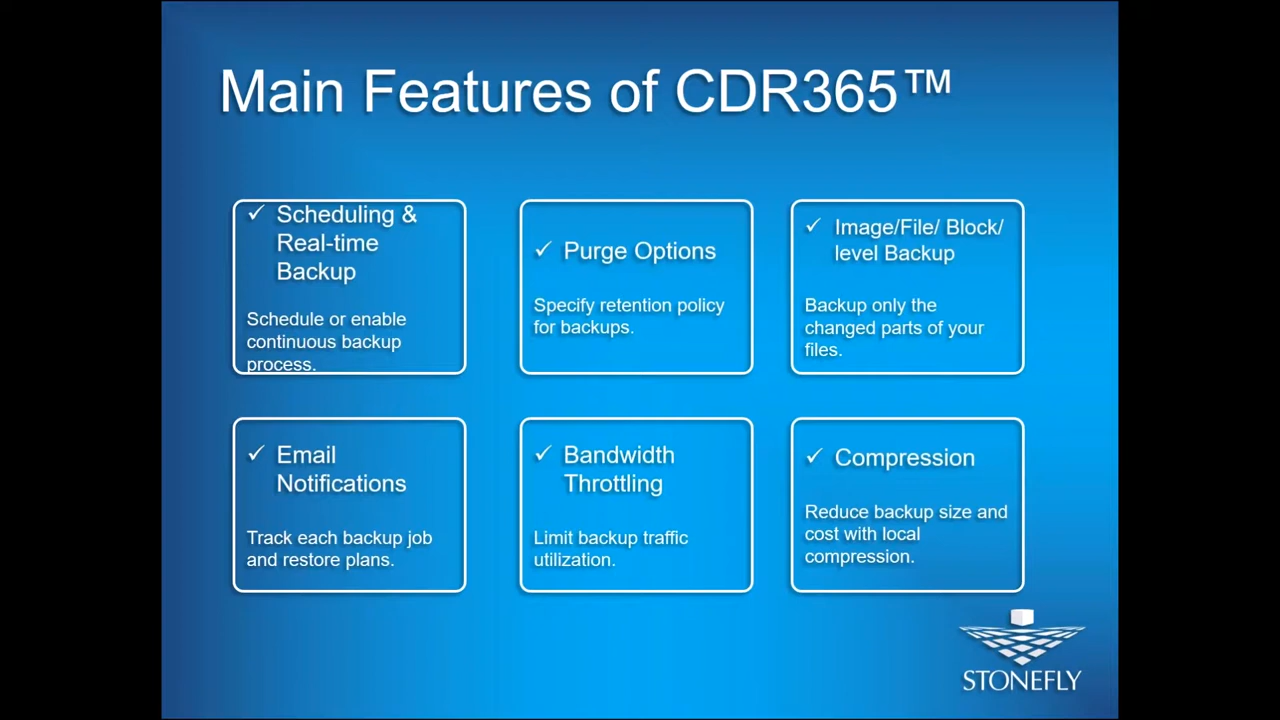 Main Features of CDR365™
✓ Scheduling &
Real-time
Backup
Schedule or enable
continuous backup
process.
✓ Purge Options
Specify retention policy
for backups.
✓ Image/File/ Block/
level Backup
Backup only the
changed parts of your
files.
✓ Email
Notifications
Track each backup job
and restore plans.
✓ Bandwidth
Throttling
Limit backup traffic
utilization.
✓ Compression
Reduce backup size and
cost with local
compression.
STONEFLY